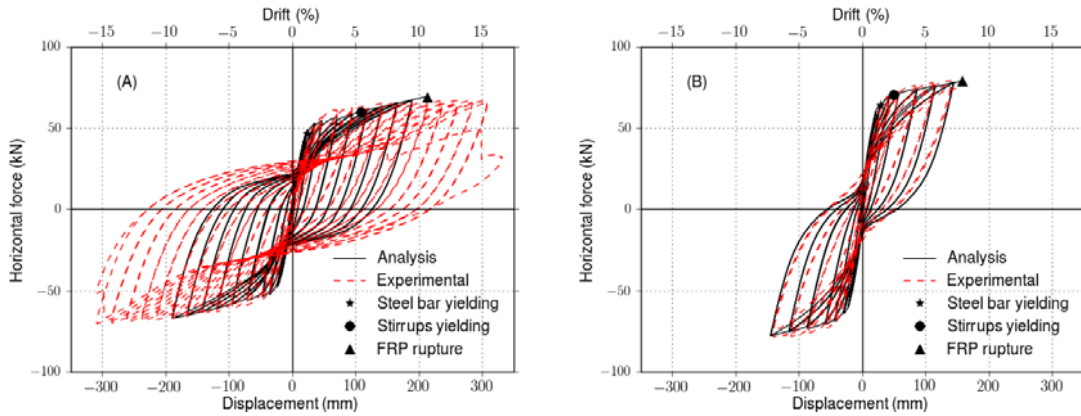 Drift (%)
−15 −10 −5 0 5 10 15
100
50
0
−50
−100
Horizontal force (kN)
(A)
Analysis
Experimental
Steel bar yielding
Stirrups yielding
FRP rupture
−300 −200 −100 0 100 200 300
Displacement (mm)
Drift (%)
−15 −10 −5 0 5 10 15
100
50
0
−50
−100
Horizontal force (kN)
(B)
Analysis
Experimental
Steel bar yielding
Stirrups yielding
FRP rupture
−300 −200 −100 0 100 200 300
Displacement (mm)